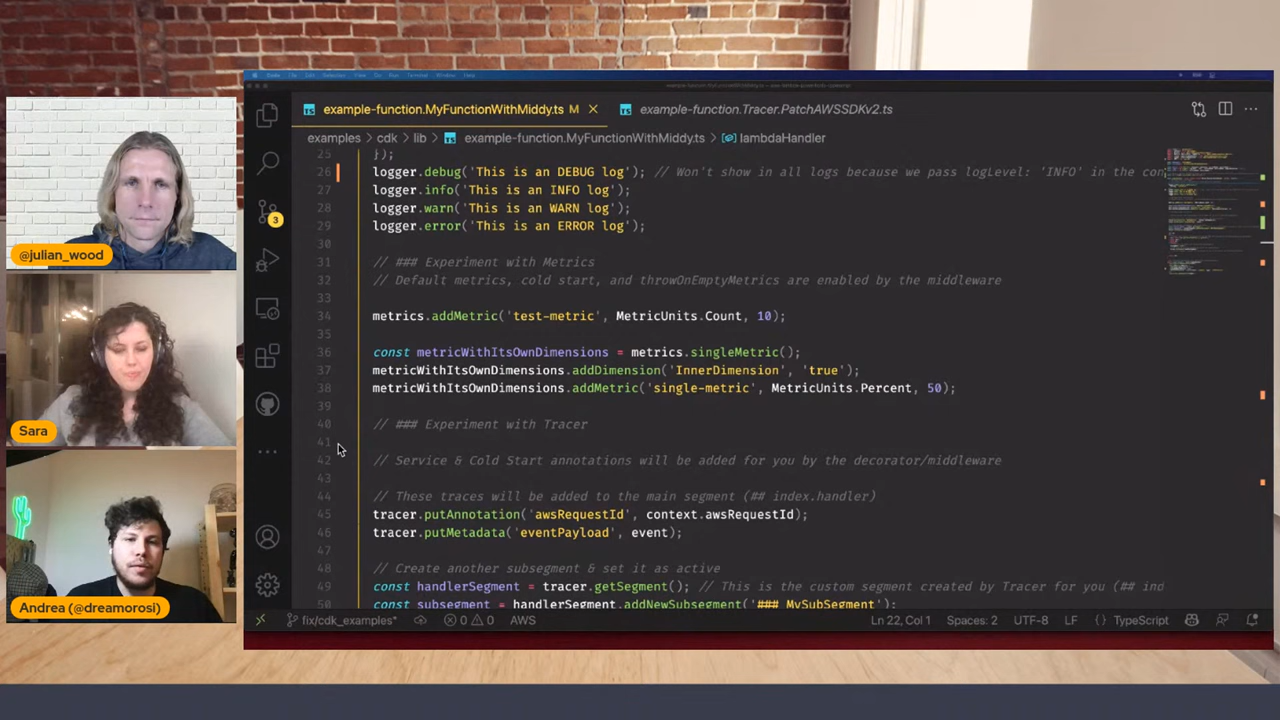 example-function.MyFunctionWithMiddy.ts M
example-function.Tracer.PatchAWSSDKv2.ts
examples > cdk > lib > example-function.MyFunctionWithMiddy.ts > lambdaHandler
25 });
26 logger.debug('This is an DEBUG log'); // Won't show in all logs because we pass logLevel: 'INFO' in the con
27 logger.info('This is an INFO log');
28 logger.warn('This is an WARN log');
29 logger.error('This is an ERROR log');
30
31 // ### Experiment with Metrics
32 // Default metrics, cold start, and throwOnEmptyMetrics are enabled by the middleware
33
34 metrics.addMetric('test-metric', MetricUnits.Count, 10);
35
36 const metricWithItsOwnDimensions = metrics.singleMetric();
37 metricWithItsOwnDimensions.addDimension('InnerDimension', 'true');
38 metricWithItsOwnDimensions.addMetric('single-metric', MetricUnits.Percent, 50);
39
40 // ### Experiment with Tracer
41
42 // Service & Cold Start annotations will be added for you by the decorator/middleware
43
44 // These traces will be added to the main segment (## index.handler)
45 tracer.putAnnotation('awsRequestId', context.awsRequestId);
46 tracer.putMetadata('eventPayload', event);
47
48 // Create another subsegment & set it as active
49 const handlerSegment = tracer.getSegment(); // This is the custom segment created by Tracer for you (## ind
50 const subsegment = handlerSegment.addNewSubsegment('### MySubSegment');
3
fix/cdk_examples* 0 0 AWS Ln 22, Col 1 Spaces: 2 UTF-8 LF {} TypeScript
@julian_wood
Sara
Andrea (@dreamorosi)